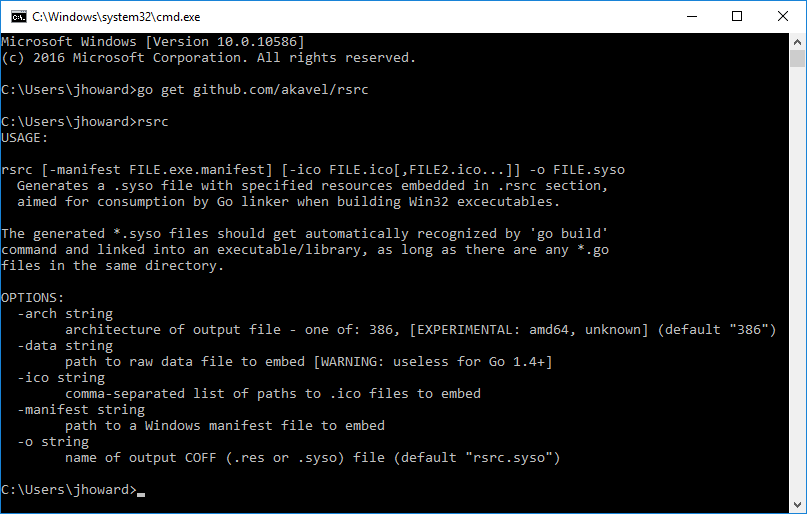 C:\Windows\system32\cmd.exe
Microsoft Windows [Version 10.0.10586]
(c) 2016 Microsoft Corporation. All rights reserved.
C:\Users\jhoward>go get github.com/akavel/rsrc
C:\Users\jhoward>rsrc
USAGE:
rsrc [-manifest FILE.exe.manifest] [-ico FILE.ico[,FILE2.ico...]] -o FILE.syso
Generates a .syso file with specified resources embedded in .rsrc section,
aimed for consumption by Go linker when building Win32 excecutables.
The generated *.syso files should get automatically recognized by 'go build'
command and linked into an executable/library, as long as there are any *.go
files in the same directory.
OPTIONS:
-arch string
architecture of output file - one of: 386, [EXPERIMENTAL: amd64, unknown] (default "386")
-data string
path to raw data file to embed [WARNING: useless for Go 1.4+]
-ico string
comma-separated list of paths to .ico files to embed
-manifest string
path to a Windows manifest file to embed
-o string
name of output COFF (.res or .syso) file (default "rsrc.syso")
C:\Users\jhoward>